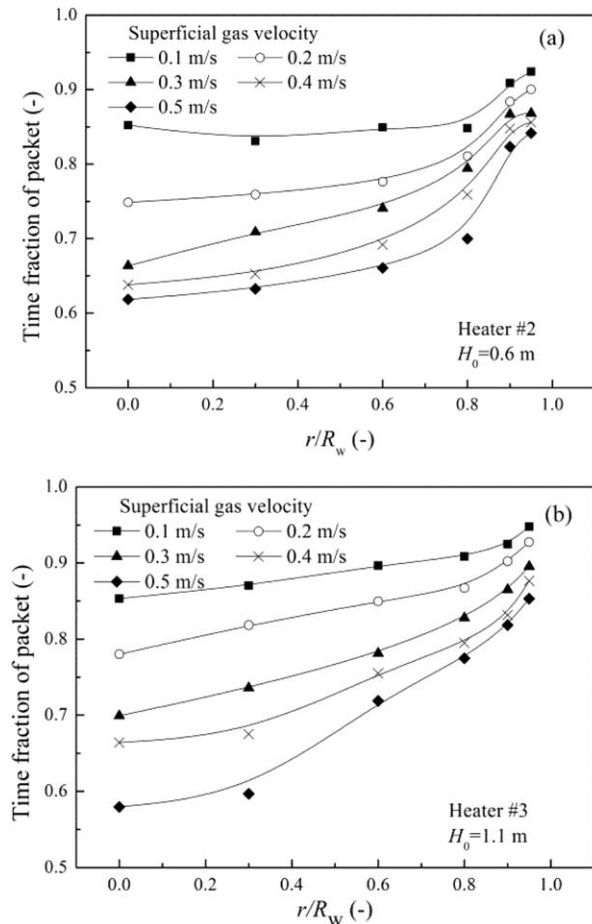 (a)
Superficial gas velocity
0.1 m/s 0.2 m/s
0.3 m/s 0.4 m/s
0.5 m/s
Time fraction of packet (-)
1.0
0.9
0.8
0.7
0.6
0.5
Heater #2
H0=0.6 m
0.0 0.2 0.4 0.6 0.8 1.0
r/Rw (-)
(b)
Superficial gas velocity
0.1 m/s 0.2 m/s
0.3 m/s 0.4 m/s
0.5 m/s
Time fraction of packet (-)
1.0
0.9
0.8
0.7
0.6
0.5
Heater #3
H0=1.1 m
0.0 0.2 0.4 0.6 0.8 1.0
r/Rw (-)